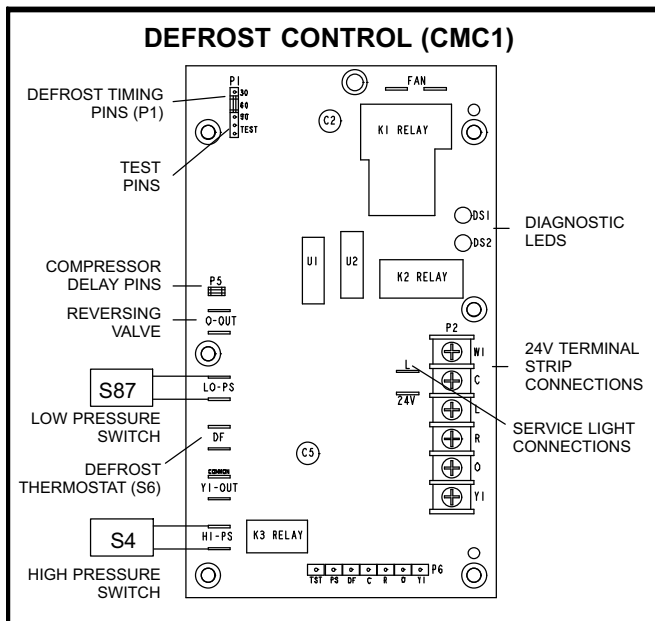 DEFROST CONTROL (CMC1)
P1
30
60
90
TEST
DEFROST TIMING
PINS (P1)
TEST
PINS
FAN
C2
K1 RELAY
DS1
DS2
DIAGNOSTIC
LEDS
U1
U2
K2 RELAY
COMPRESSOR
DELAY PINS
P5
REVERSING
VALVE
O-OUT
P2
W1
C
L
R
O
Y1
24V TERMINAL
STRIP
CONNECTIONS
L
24V
SERVICE LIGHT
CONNECTIONS
S87
LO-PS
LOW PRESSURE
SWITCH
DF
DEFROST
THERMOSTAT (S6)
C5
COMMON
Y1-OUT
S4
HI-PS
K3 RELAY
HIGH PRESSURE
SWITCH
P6
TST PS DF C R O Y1